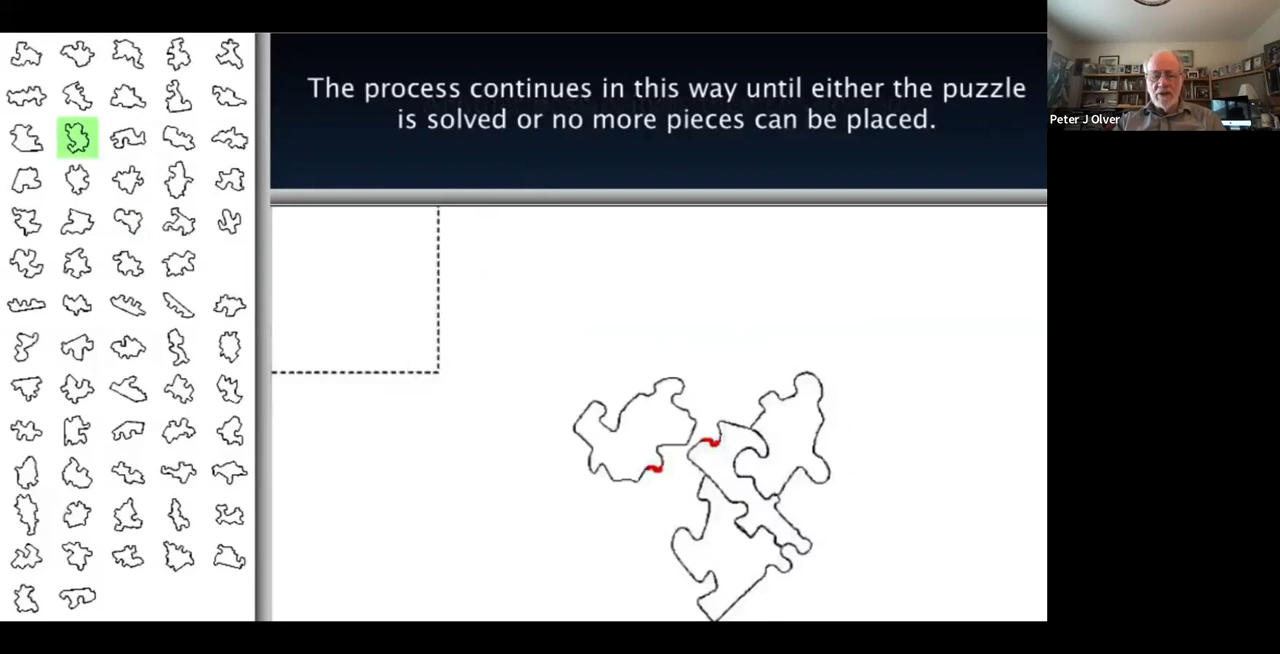 The process continues in this way until either the puzzle
is solved or no more pieces can be placed.
Peter J Olver